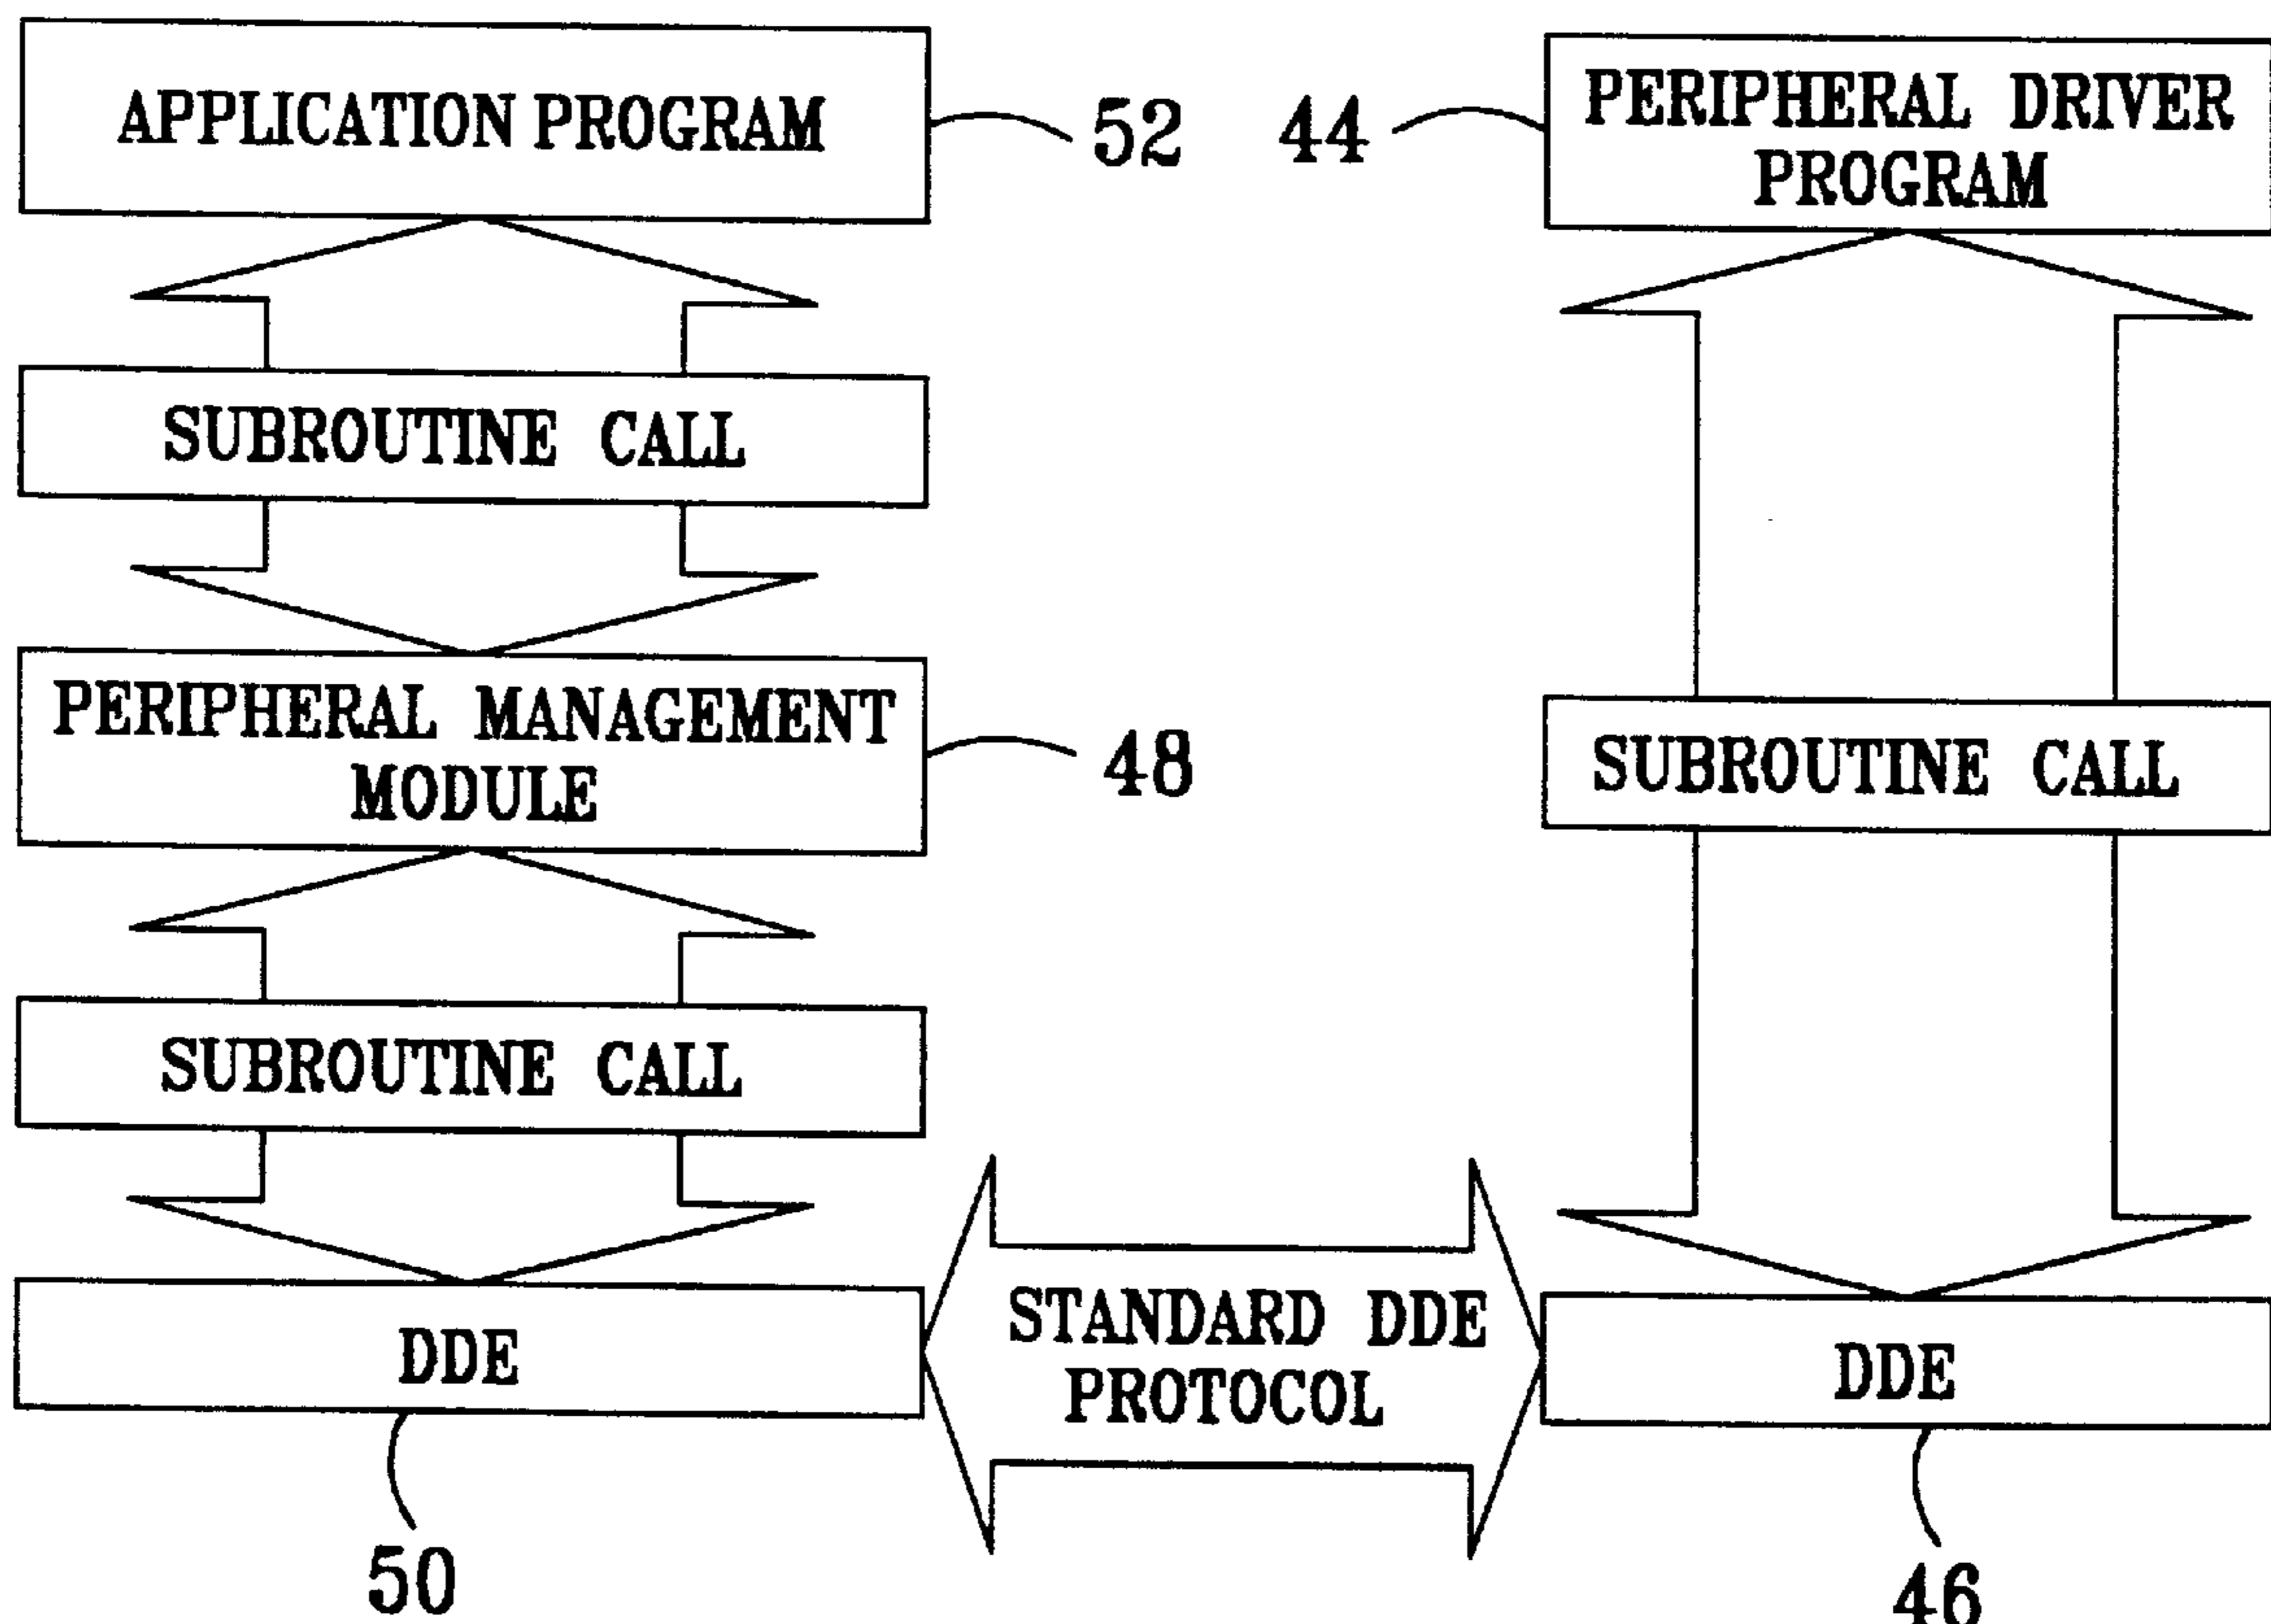 APPLICATION PROGRAM
52
44
PERIPHERAL DRIVER
PROGRAM
SUBROUTINE CALL
PERIPHERAL MANAGEMENT
MODULE
48
SUBROUTINE CALL
SUBROUTINE CALL
DDE
STANDARD DDE
PROTOCOL
DDE
50
46